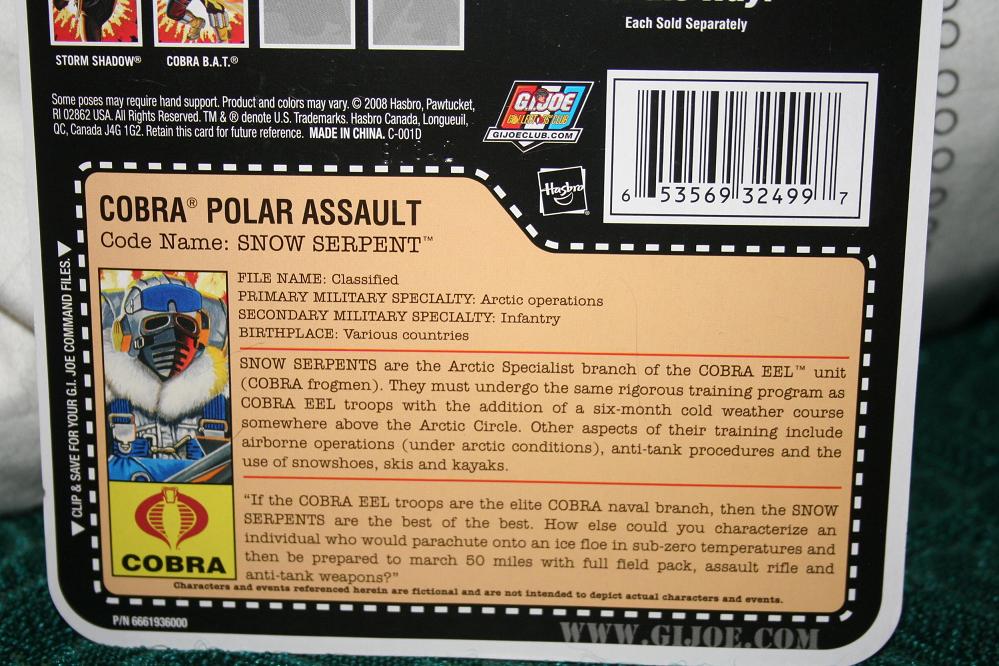 Each Sold Separately
STORM SHADOW® COBRA B.A.T.®
Some poses may require hand support. Product and colors may vary. © 2008 Hasbro, Pawtucket,
RI 02862 USA. All Rights Reserved. TM & ® denote U.S. Trademarks. Hasbro Canada, Longueuil,
QC, Canada J4G 1G2. Retain this card for future reference. MADE IN CHINA. C-001D
G.I. JOE
COLLECTORS' CLUB
GIJOECLUB.COM
Hasbro®
6 53569 32499 7
COBRA® POLAR ASSAULT
Code Name: SNOW SERPENT™
FILE NAME: Classified
PRIMARY MILITARY SPECIALTY: Arctic operations
SECONDARY MILITARY SPECIALTY: Infantry
BIRTHPLACE: Various countries
SNOW SERPENTS are the Arctic Specialist branch of the COBRA EEL™ unit
(COBRA frogmen). They must undergo the same rigorous training program as
COBRA EEL troops with the addition of a six-month cold weather course
somewhere above the Arctic Circle. Other aspects of their training include
airborne operations (under arctic conditions), anti-tank procedures and the
use of snowshoes, skis and kayaks.
"If the COBRA EEL troops are the elite COBRA naval branch, then the SNOW
SERPENTS are the best of the best. How else could you characterize an
individual who would parachute onto an ice floe in sub-zero temperatures and
then be prepared to march 50 miles with full field pack, assault rifle and
anti-tank weapons?"
COBRA
Characters and events referenced herein are fictional and are not intended to depict actual characters and events.
▼ CLIP & SAVE FOR YOUR G.I. JOE COMMAND FILES. ▼
P/N 6661936000
WWW.GIJOE.COM